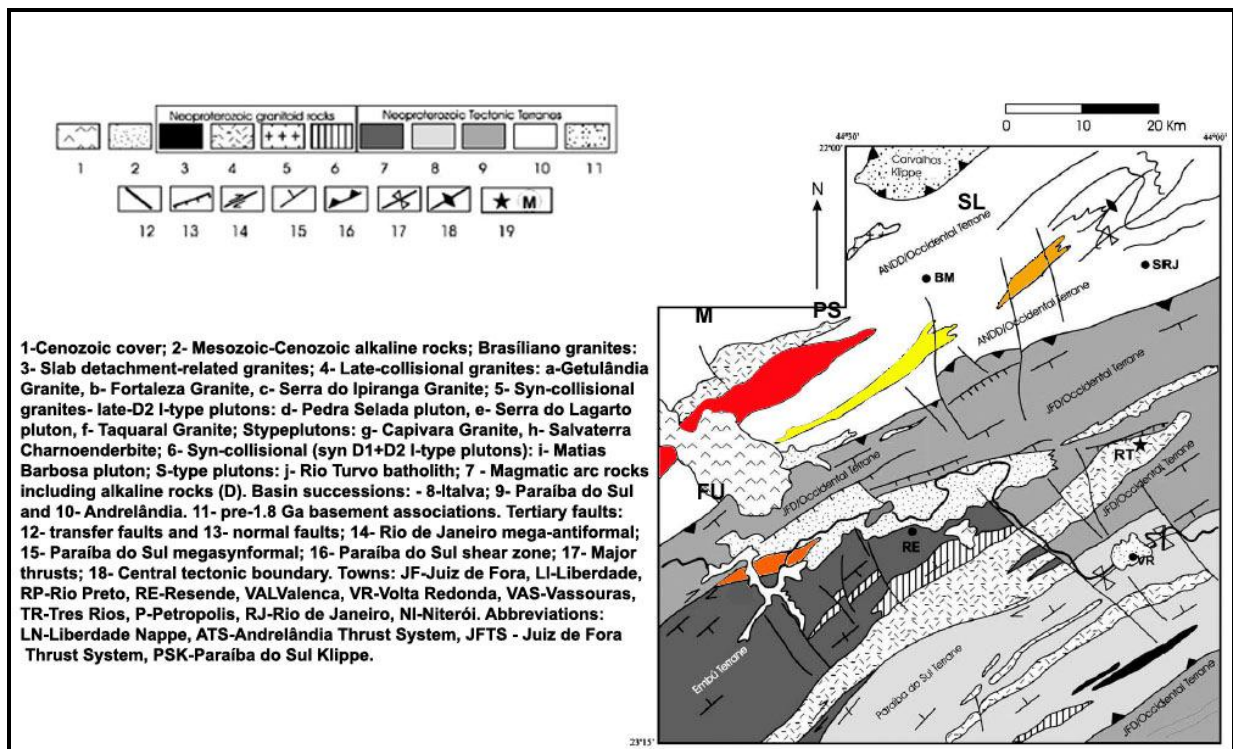 Neoproterozoic granitoid rocks
Neoproterozoic Tectonic Terranes
1 2 3 4 5 6 7 8 9 10 11
12 13 14 15 16 17 18 19
M
1-Cenozoic cover; 2- Mesozoic-Cenozoic alkaline rocks; Brasíliano granites:
3- Slab detachment-related granites; 4- Late-collisional granites: a-Getulândia
Granite, b- Fortaleza Granite, c- Serra do Ipiranga Granite; 5- Syn-collisional
granites- late-D2 I-type plutons: d- Pedra Selada pluton, e- Serra do Lagarto
pluton, f- Taquaral Granite; Stypeplutons: g- Capivara Granite, h- Salvaterra
Charnoenderbite; 6- Syn-collisional (syn D1+D2 I-type plutons): i- Matias
Barbosa pluton; S-type plutons: j- Rio Turvo batholith; 7 - Magmatic arc rocks
including alkaline rocks (D). Basin successions: - 8-Italva; 9- Paraíba do Sul
and 10- Andrelândia. 11- pre-1.8 Ga basement associations. Tertiary faults:
12- transfer faults and 13- normal faults; 14- Rio de Janeiro mega-antiformal;
15- Paraíba do Sul megasynformal; 16- Paraíba do Sul shear zone; 17- Major
thrusts; 18- Central tectonic boundary. Towns: JF-Juiz de Fora, LI-Liberdade,
RP-Rio Preto, RE-Resende, VALValenca, VR-Volta Redonda, VAS-Vassouras,
TR-Tres Rios, P-Petropolis, RJ-Rio de Janeiro, NI-Niterói. Abbreviations:
LN-Liberdade Nappe, ATS-Andrelândia Thrust System, JFTS - Juiz de Fora
Thrust System, PSK-Paraíba do Sul Klippe.
0 10 20 Km
44°50'
44°00'
22°00'
N
Carvalhos
Klippe
SL
ANDD/Occidental Terrane
BM
SRJ
ANDD/Occidental Terrane
M
PS
JFD/Occidental Terrane
RT
JFD/Occidental Terrane
FU
JFD/Occidental Terrane
RE
VR
Embú Terrane
Paraíba do Sul Terrane
JFD/Occidental Terrane
23°15'